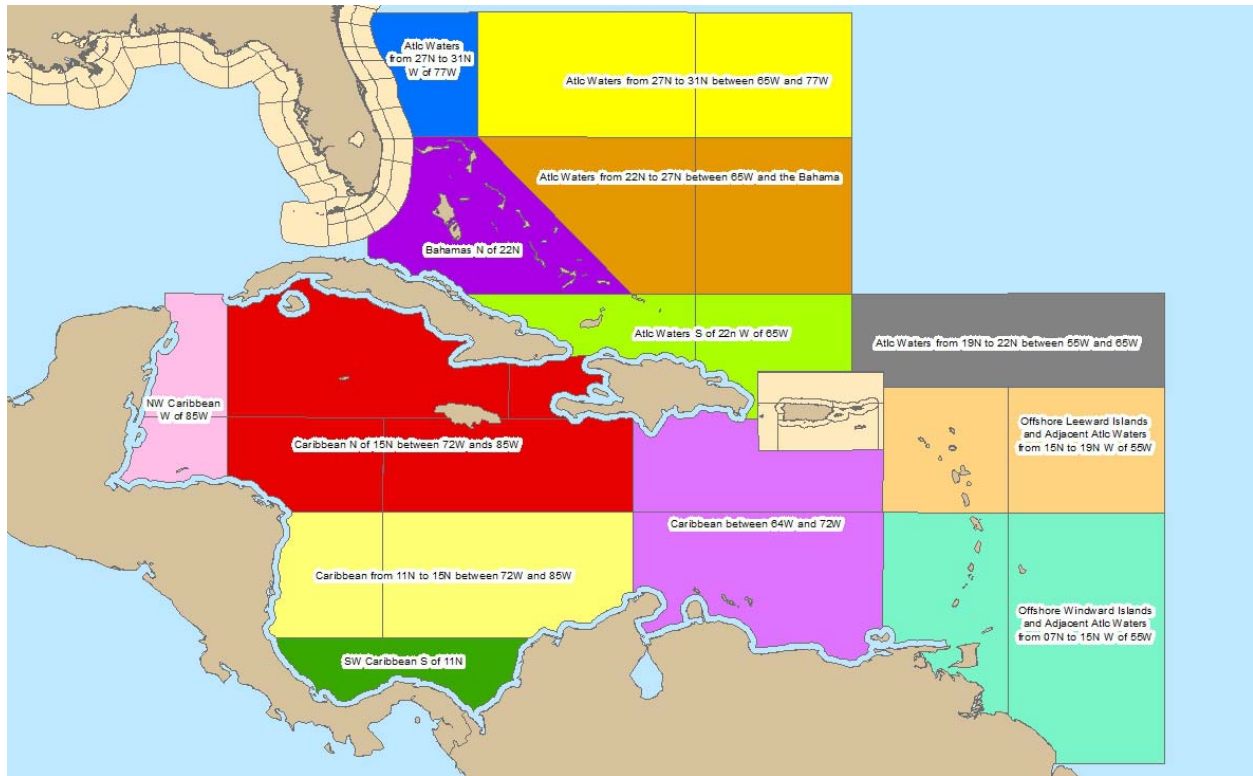 Atlc Waters
from 27N to 31N
W of 77W
Atlc Waters from 27N to 31N between 65W and 77W
Atlc Waters from 22N to 27N between 65W and the Bahama
Bahamas N of 22N
Atlc Waters S of 22n W of 65W
Atlc Waters from 19N to 22N between 55W and 65W
NW Caribbean
W of 85W
Caribbean N of 15N between 72W ands 85W
Offshore Leeward Islands
and Adjacent Atlc Waters
from 15N to 19N W of 55W
Caribbean between 64W and 72W
Caribbean from 11N to 15N between 72W and 85W
Offshore Windward Islands
and Adjacent Atlc Waters
from 07N to 15N W of 55W
SW Caribbean S of 11N